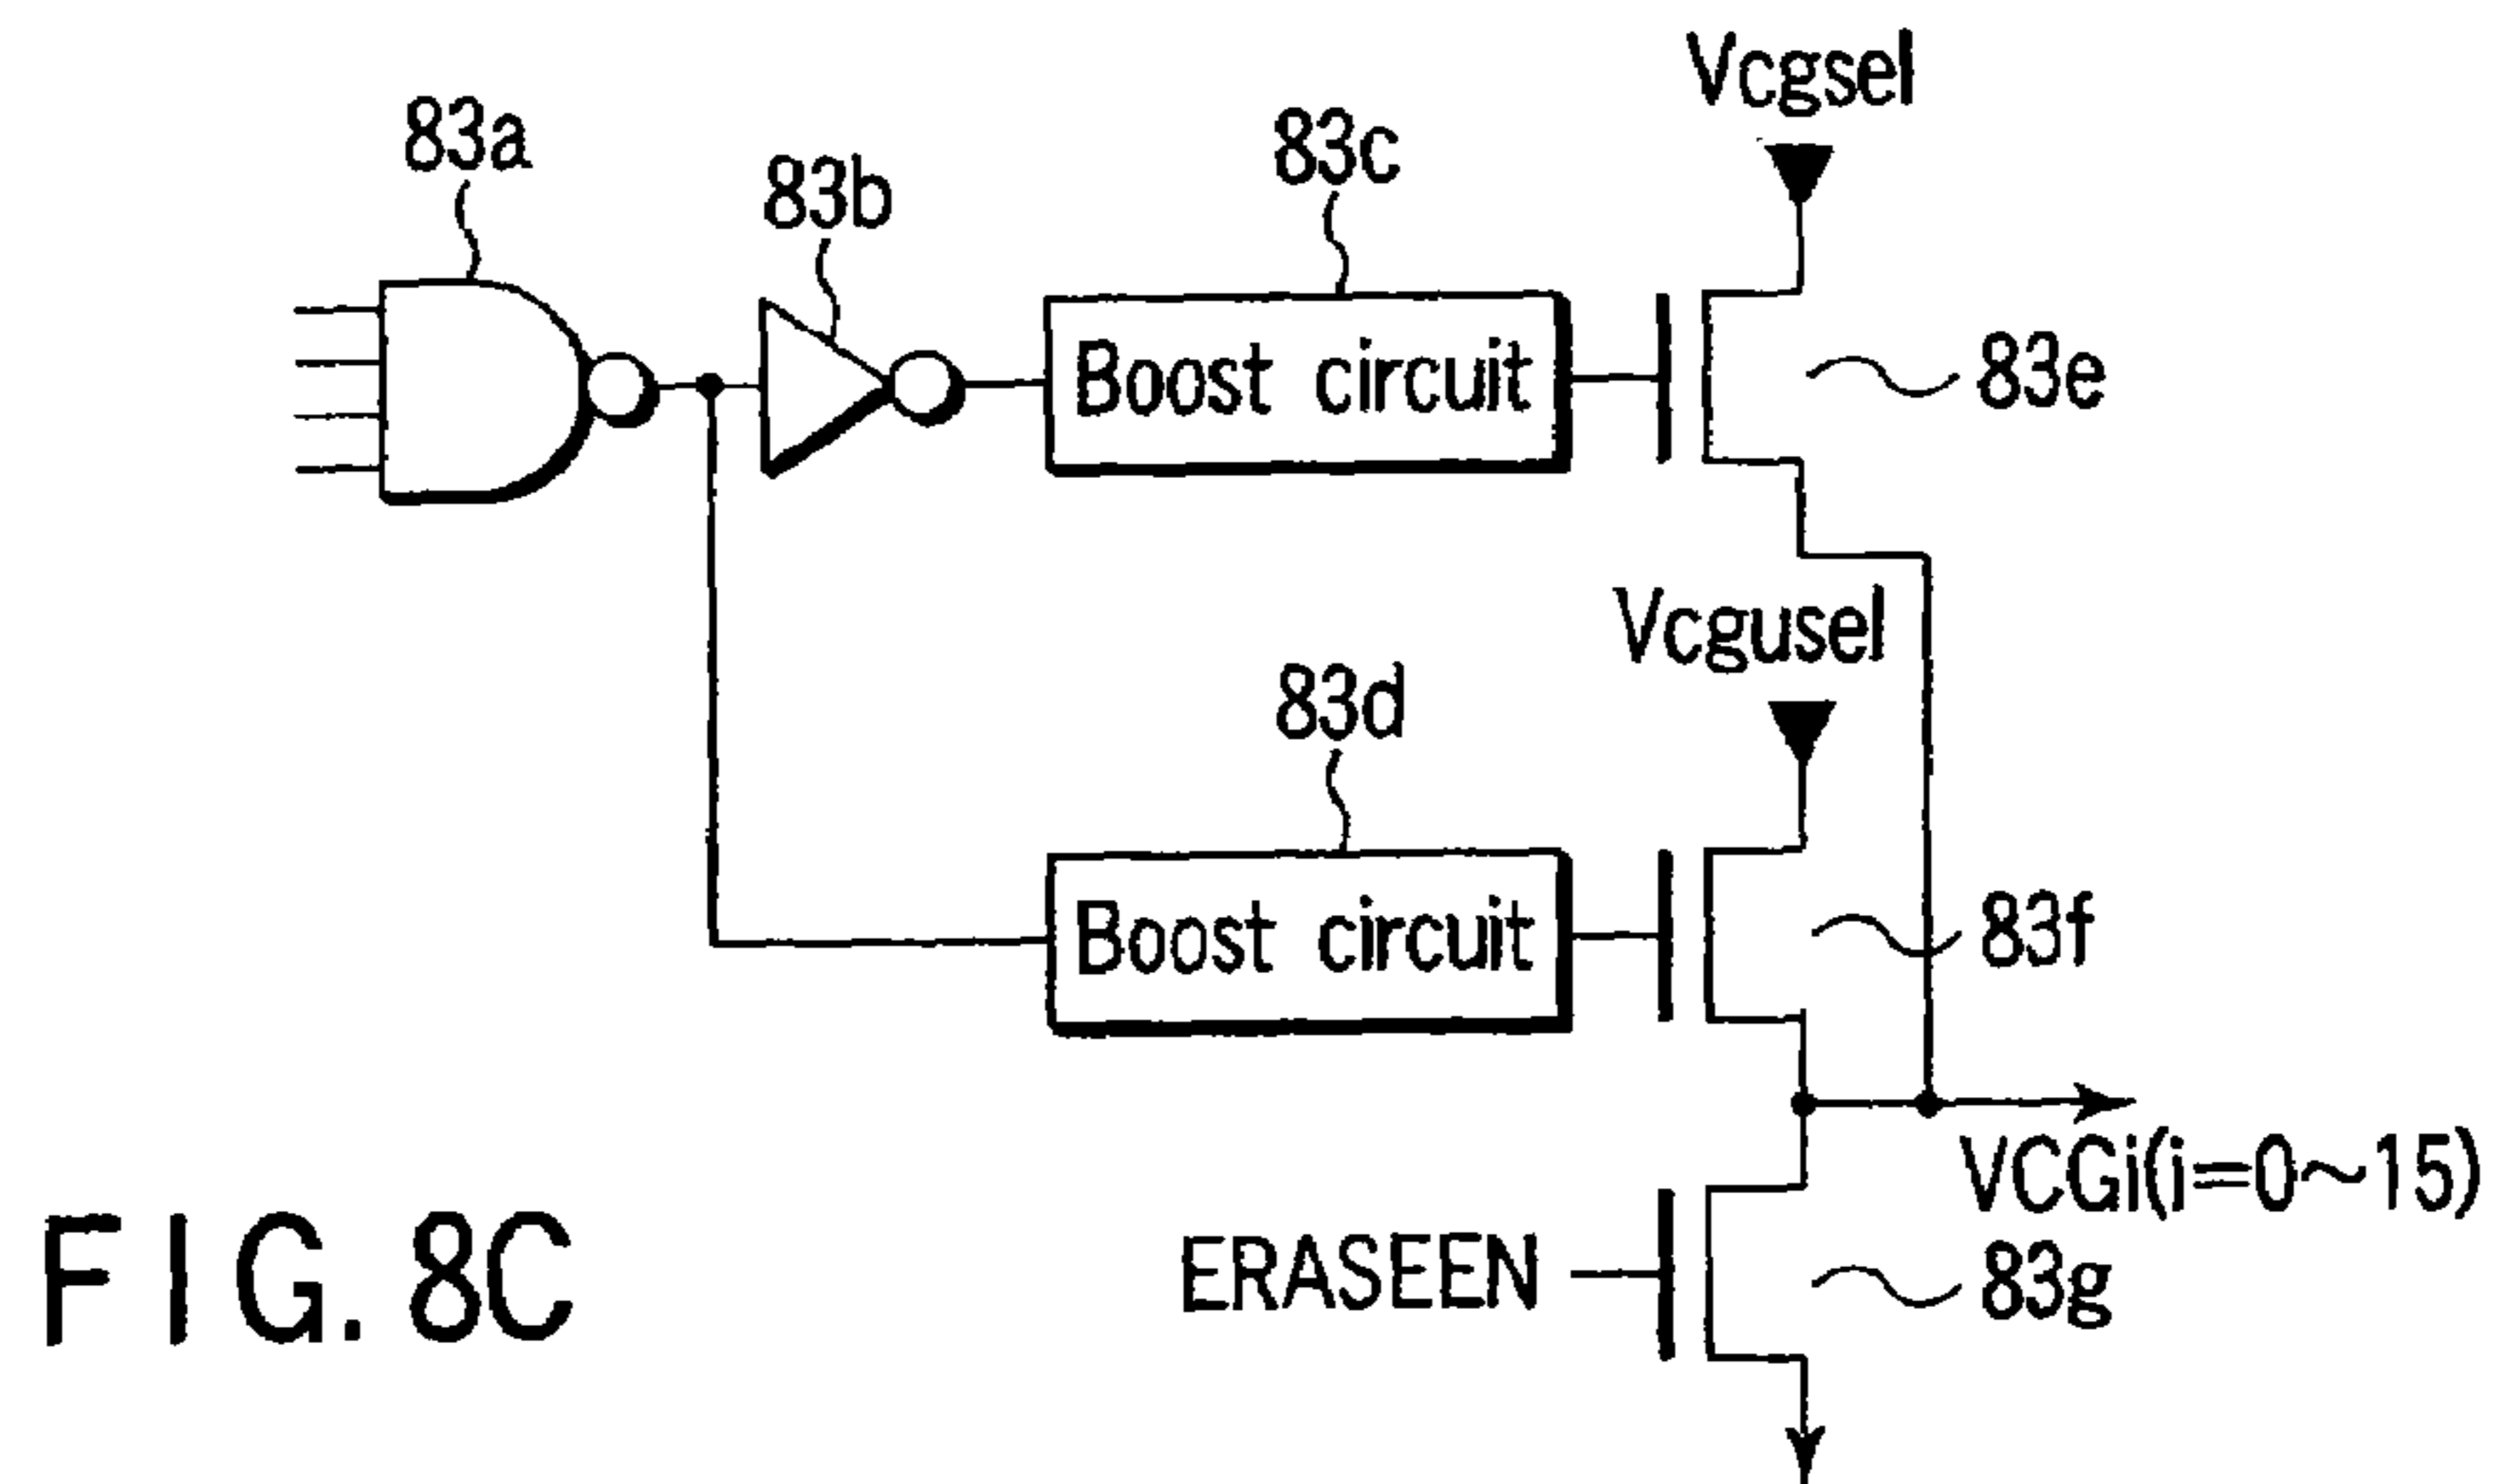 Vcgsel
83a
83b
83c
Boost circuit
83e
Vcgusel
83d
Boost circuit
83f
VCGi(i=0~15)
ERASEEN
83g
FIG. 8C